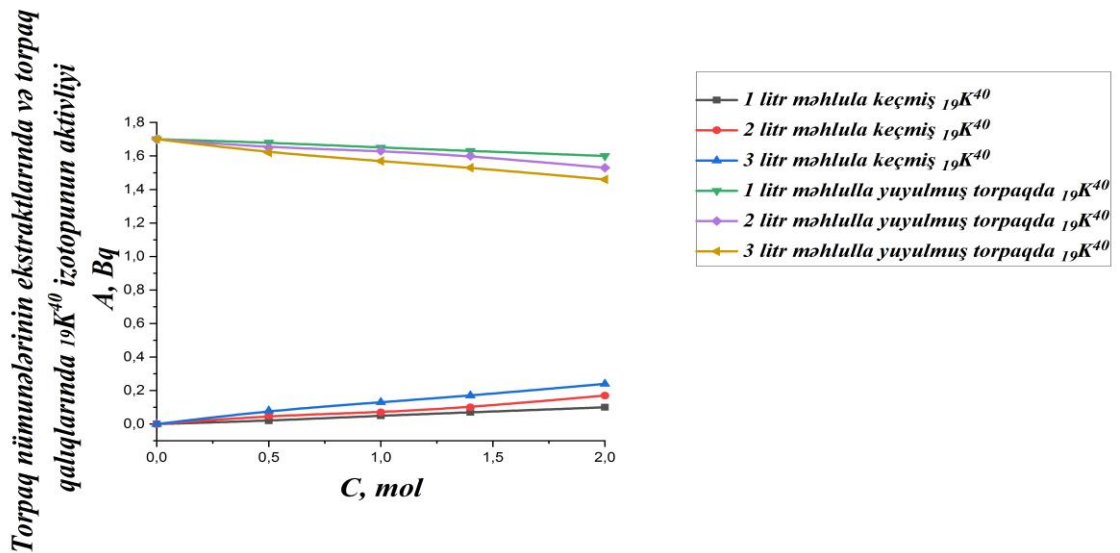 Torpaq nümunələrinin ekstraktlarında və torpaq
qalıqlarında ₁₉K⁴⁰ izotopunun aktivliyi
A, Bq
1,8
1,6
1,4
1,2
1,0
0,8
0,6
0,4
0,2
0,0
0,0 0,5 1,0 1,5 2,0
C, mol
1 litr məhlula keçmiş ₁₉K⁴⁰
2 litr məhlula keçmiş ₁₉K⁴⁰
3 litr məhlula keçmiş ₁₉K⁴⁰
1 litr məhlulla yuyulmuş torpaqda ₁₉K⁴⁰
2 litr məhlulla yuyulmuş torpaqda ₁₉K⁴⁰
3 litr məhlulla yuyulmuş torpaqda ₁₉K⁴⁰